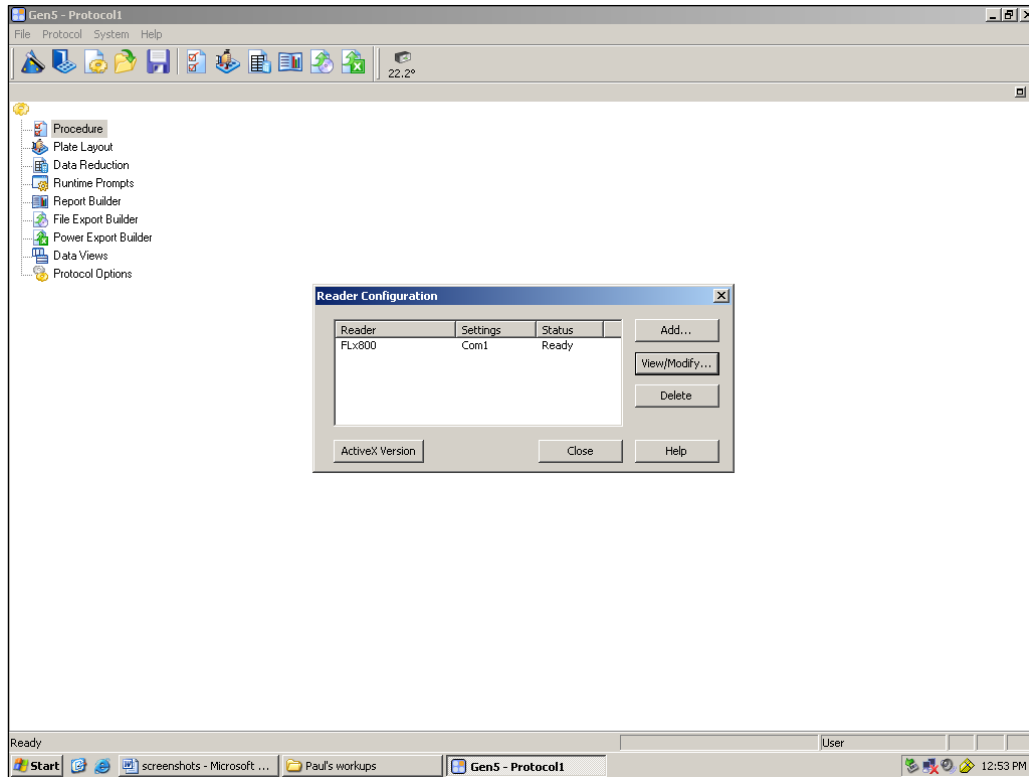 Gen5 - Protocol1
File Protocol System Help
22.2°
Procedure
Plate Layout
Data Reduction
Runtime Prompts
Report Builder
File Export Builder
Power Export Builder
Data Views
Protocol Options
Reader Configuration
Reader Settings Status
FLx800 Com1 Ready
Add...
View/Modify...
Delete
ActiveX Version Close Help
Ready User
Start screenshots - Microsoft ... Paul's workups Gen5 - Protocol1 12:53 PM